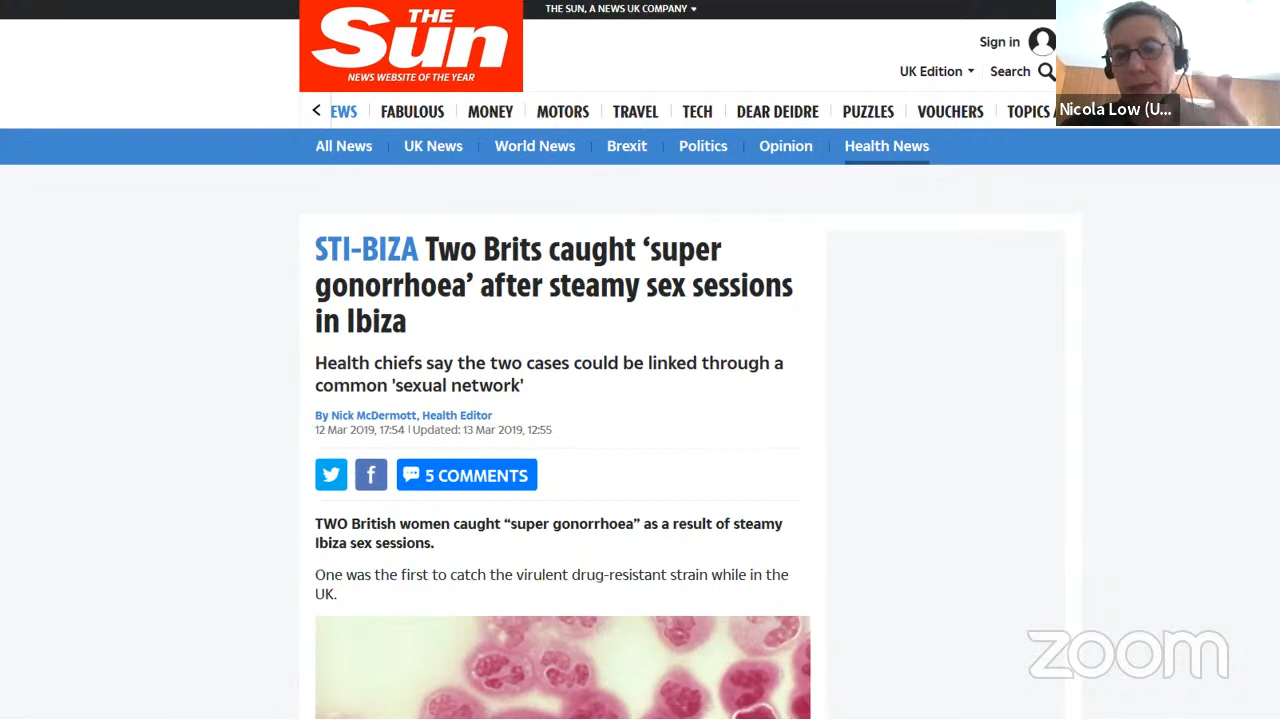 THE SUN, A NEWS UK COMPANY
THE
Sun
NEWS WEBSITE OF THE YEAR
Sign in
UK Edition
Search
Nicola Low (U...
EWS
FABULOUS
MONEY
MOTORS
TRAVEL
TECH
DEAR DEIDRE
PUZZLES
VOUCHERS
TOPICS
All News
UK News
World News
Brexit
Politics
Opinion
Health News
STI-BIZA Two Brits caught ‘super
gonorrhoea’ after steamy sex sessions
in Ibiza
Health chiefs say the two cases could be linked through a
common 'sexual network'
By Nick McDermott, Health Editor
12 Mar 2019, 17:54 | Updated: 13 Mar 2019, 12:55
f
5 COMMENTS
TWO British women caught “super gonorrhoea” as a result of steamy
Ibiza sex sessions.
One was the first to catch the virulent drug-resistant strain while in the
UK.
zoom